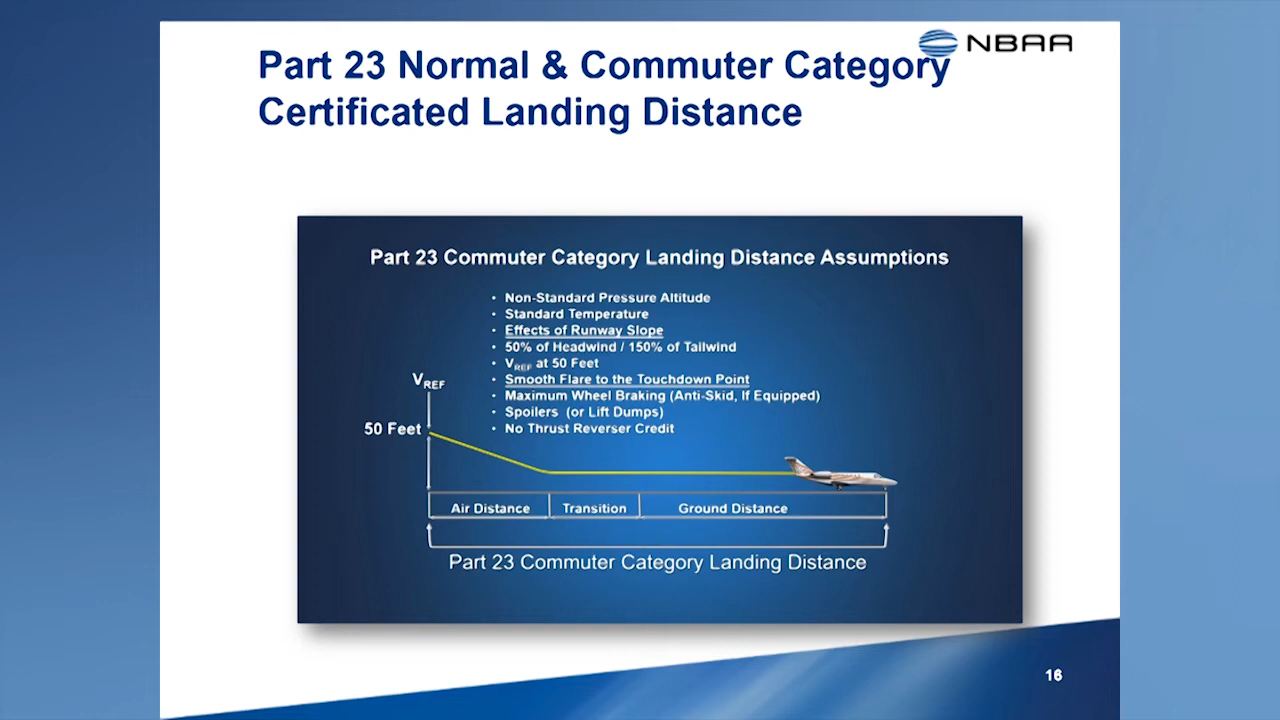 NBAA
Part 23 Normal & Commuter Category
Certificated Landing Distance
Part 23 Commuter Category Landing Distance Assumptions
• Non-Standard Pressure Altitude
• Standard Temperature
• Effects of Runway Slope
• 50% of Headwind / 150% of Tailwind
• VREF at 50 Feet
• Smooth Flare to the Touchdown Point
• Maximum Wheel Braking (Anti-Skid, If Equipped)
• Spoilers (or Lift Dumps)
• No Thrust Reverser Credit
VREF
50 Feet
Air Distance
Transition
Ground Distance
Part 23 Commuter Category Landing Distance
16